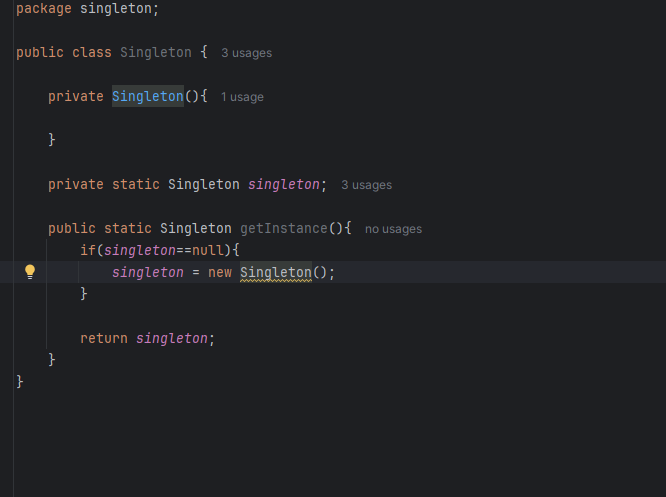 package singleton;
public class Singleton { 3 usages
private Singleton(){ 1 usage
}
private static Singleton singleton; 3 usages
public static Singleton getInstance(){ no usages
if(singleton==null){
singleton = new Singleton();
}
return singleton;
}
}